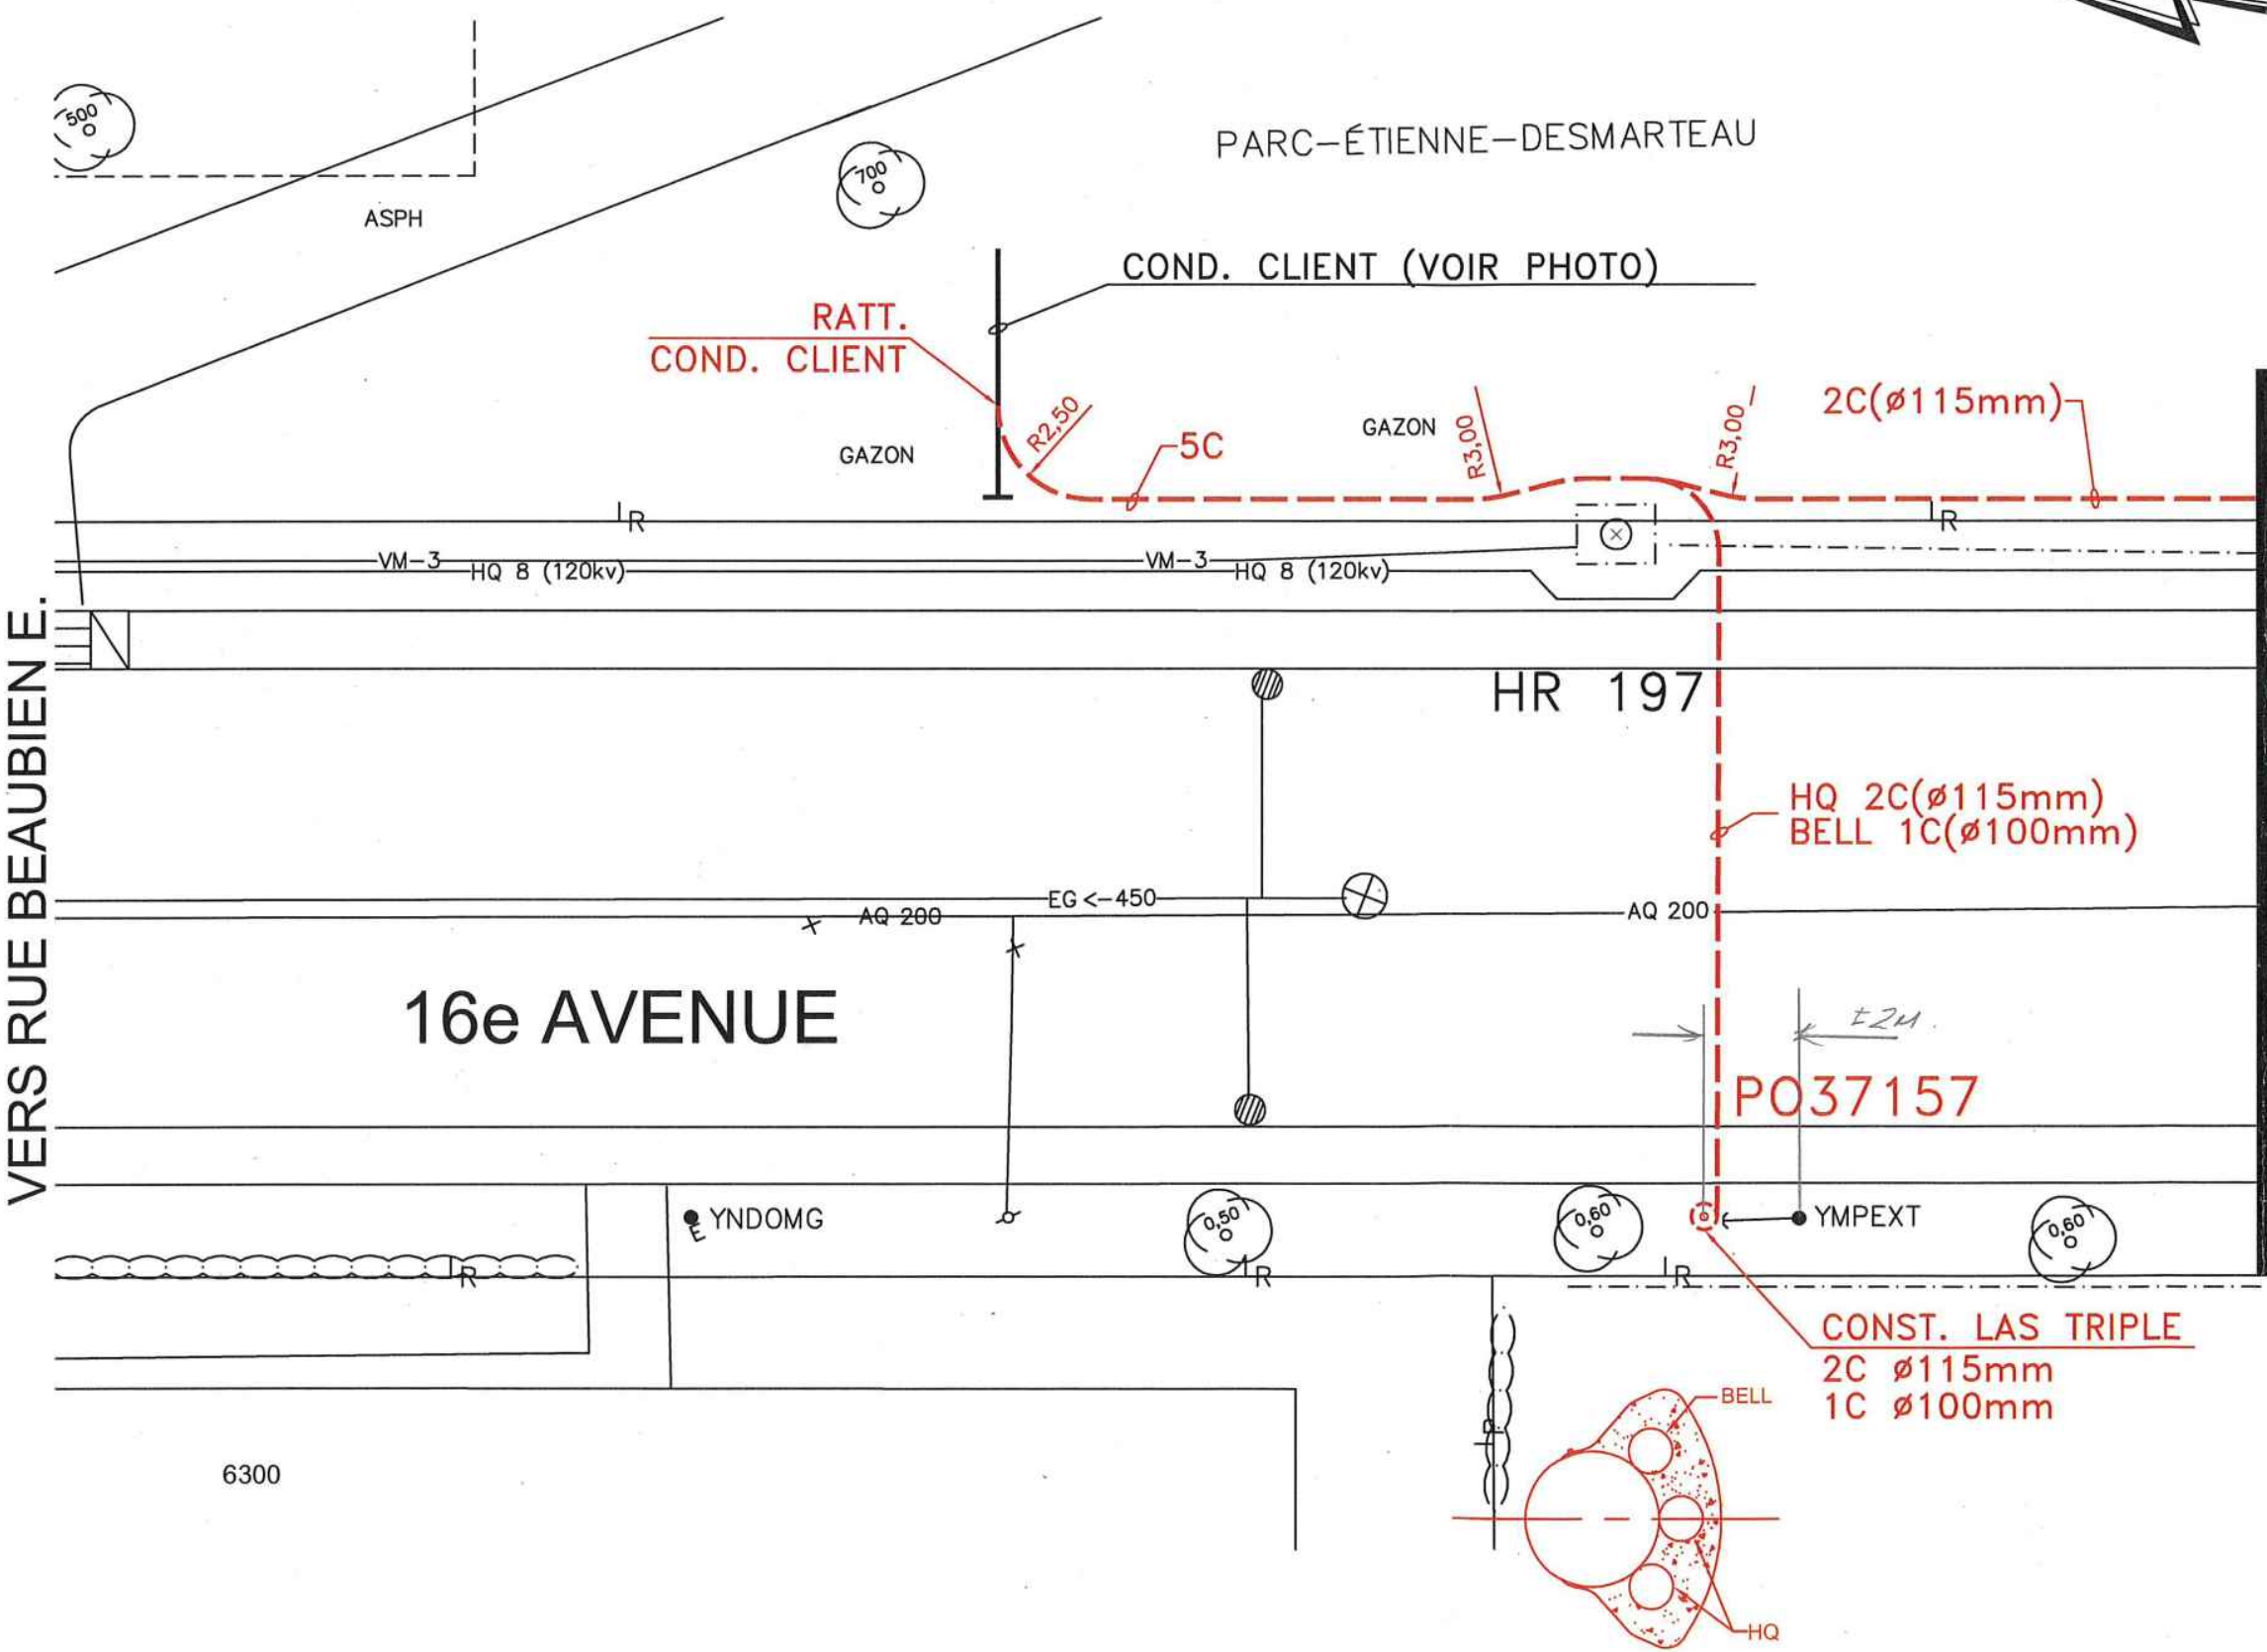 500
700
PARC-ÉTIENNE-DESMARTEAU
ASPH
COND. CLIENT (VOIR PHOTO)
RATT.
COND. CLIENT
R2,50
5C
GAZON
GAZON
R3,00
R3,00
2C(ø115mm)
R
R
VM-3
HQ 8 (120kv)
VM-3
HQ 8 (120kv)
VERS RUE BEAUBIEN E.
HR 197
HQ 2C(ø115mm)
BELL 1C(ø100mm)
EG <-450
AQ 200
AQ 200
16e AVENUE
±2M.
PO37157
E
YNDOMG
0,50
0,60
YMPEXT
0,60
R
R
R
CONST. LAS TRIPLE
2C ø115mm
1C ø100mm
BELL
R
6300
HQ